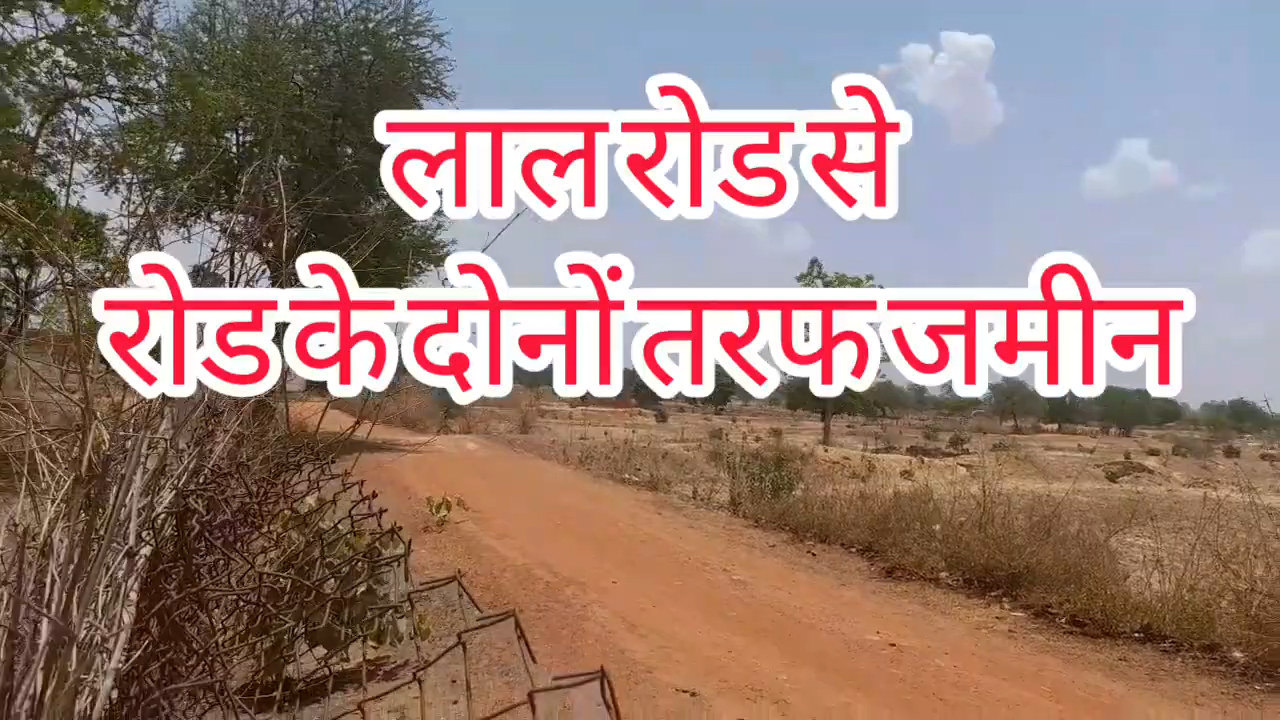 लाल रोड से
रोड के दोनों तरफ जमीन